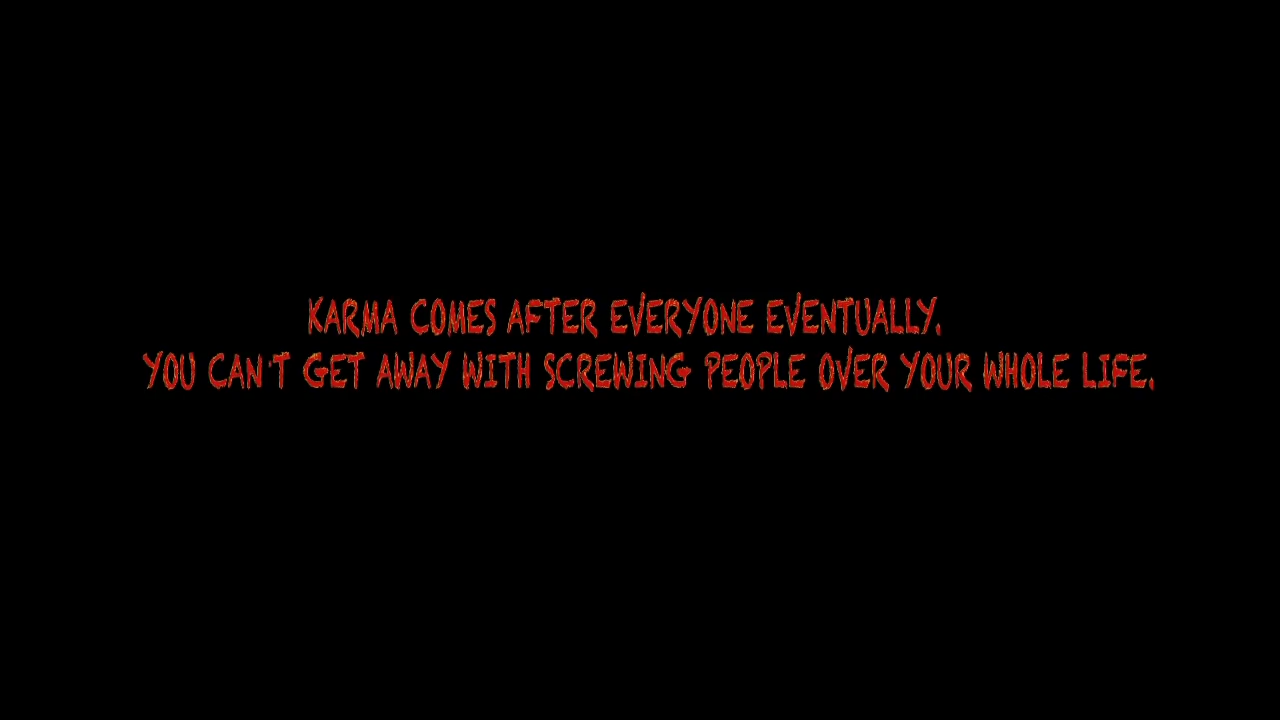 KARMA COMES AFTER EVERYONE EVENTUALLY.
YOU CAN'T GET AWAY WITH SCREWING PEOPLE OVER YOUR WHOLE LIFE.